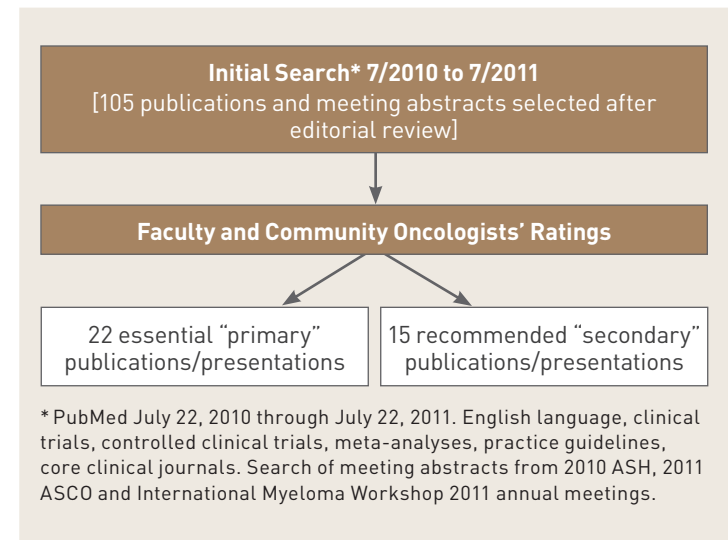 Initial Search* 7/2010 to 7/2011
[105 publications and meeting abstracts selected after
editorial review]
Faculty and Community Oncologists’ Ratings
22 essential “primary”
publications/presentations
15 recommended “secondary”
publications/presentations
* PubMed July 22, 2010 through July 22, 2011. English language, clinical
trials, controlled clinical trials, meta-analyses, practice guidelines,
core clinical journals. Search of meeting abstracts from 2010 ASH, 2011
ASCO and International Myeloma Workshop 2011 annual meetings.